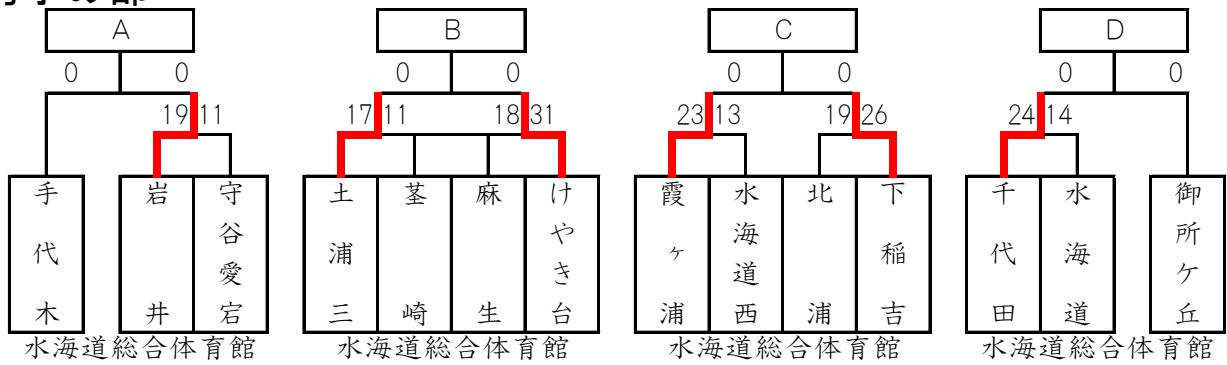 の部
A B C D
0 0 0 0 0 0 0 0
19 11 17 11 18 31 23 13 19 26 24 14
手代木 岩井 守谷愛宕 土浦三 茎崎 麻生 けやき台 霞ヶ浦 水海道西 北浦 下稲吉 千代田 水海道 御所ケ丘
水海道総合体育館 水海道総合体育館 水海道総合体育館 水海道総合体育館